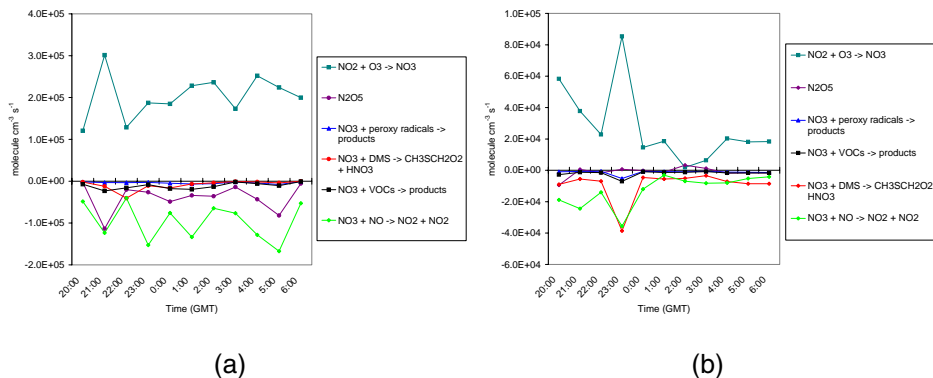 molecule cm⁻³ s⁻¹
4.0E+05
3.0E+05
2.0E+05
1.0E+05
0.0E+00
-1.0E+05
-2.0E+05
20:00
21:00
22:00
23:00
0:00
1:00
2:00
3:00
4:00
5:00
6:00
Time (GMT)
NO2 + O3 -> NO3
N2O5
NO3 + peroxy radicals ->
products
NO3 + DMS -> CH3SCH2O2
+ HNO3
NO3 + VOCs -> products
NO3 + NO -> NO2 + NO2
(a)
molecule cm⁻³ s⁻¹
1.0E+05
8.0E+04
6.0E+04
4.0E+04
2.0E+04
0.0E+00
-2.0E+04
-4.0E+04
-6.0E+04
20:00
21:00
22:00
23:00
0:00
1:00
2:00
3:00
4:00
5:00
6:00
Time (GMT)
NO2 + O3 -> NO3
N2O5
NO3 + peroxy radicals ->
products
NO3 + VOCs -> products
NO3 + DMS -> CH3SCH2O2
HNO3
NO3 + NO -> NO2 + NO2
(b)